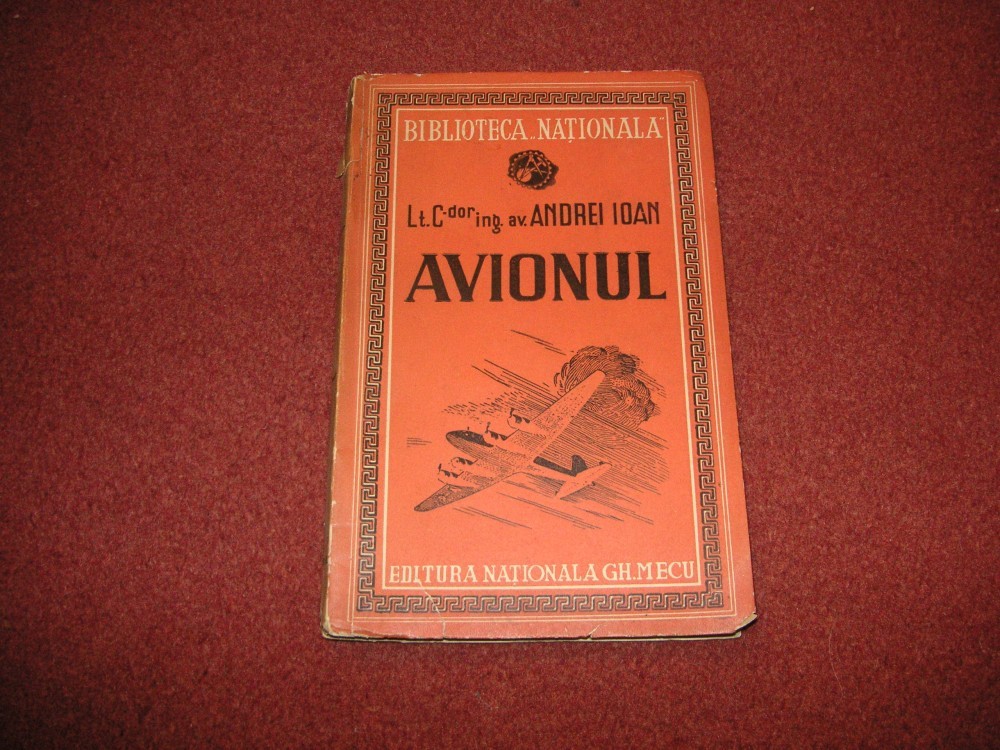 BIBLIOTECA „NAȚIONALA”
Lt. C-dor ing. av. ANDREI IOAN
AVIONUL
EDITURA NAȚIONALA GH. MECU